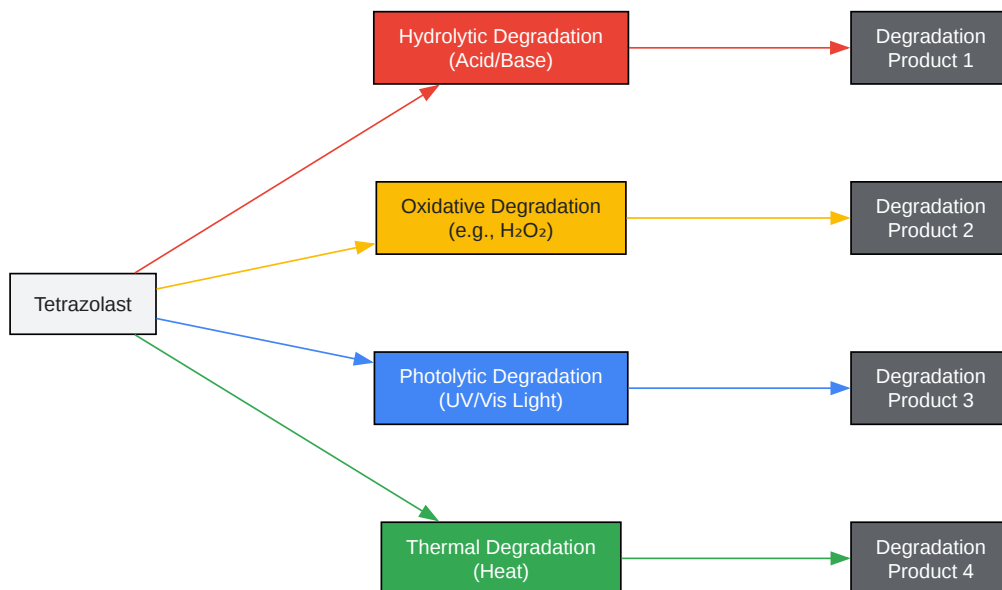 Hydrolytic Degradation
(Acid/Base)
Degradation
Product 1
Oxidative Degradation
(e.g., H₂O₂)
Degradation
Product 2
Tetrazolast
Photolytic Degradation
(UV/Vis Light)
Degradation
Product 3
Thermal Degradation
(Heat)
Degradation
Product 4